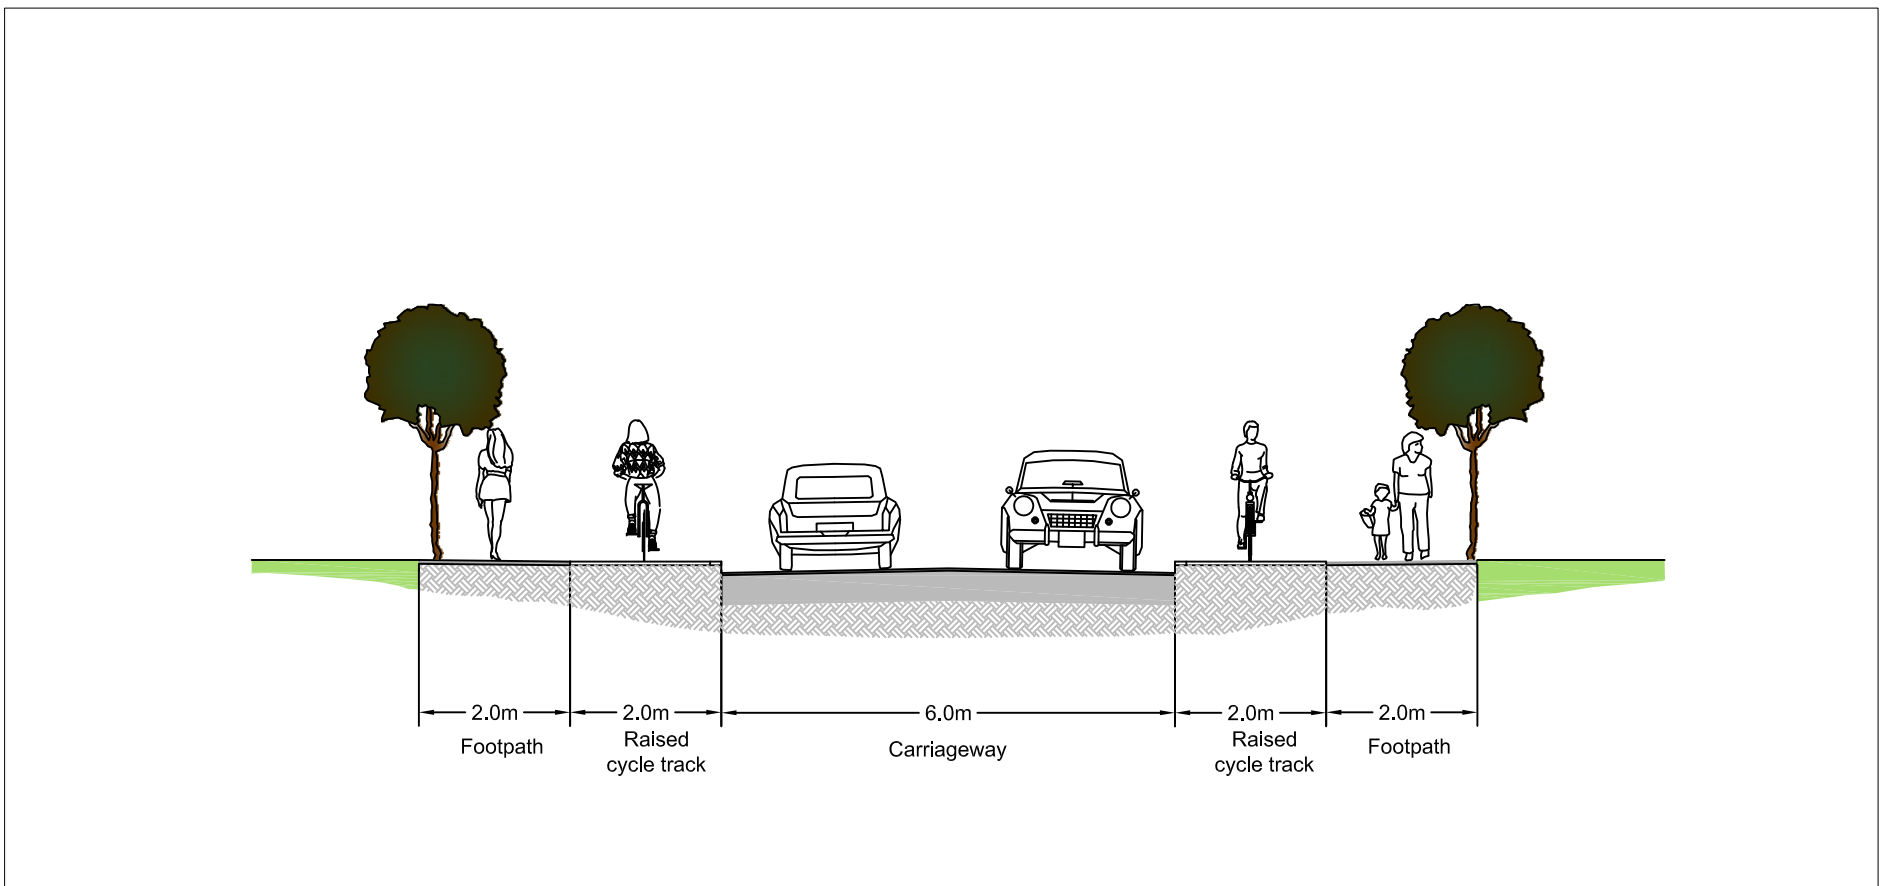 2.0m 2.0m 6.0m 2.0m 2.0m
Footpath Raised cycle track Carriageway Raised cycle track Footpath